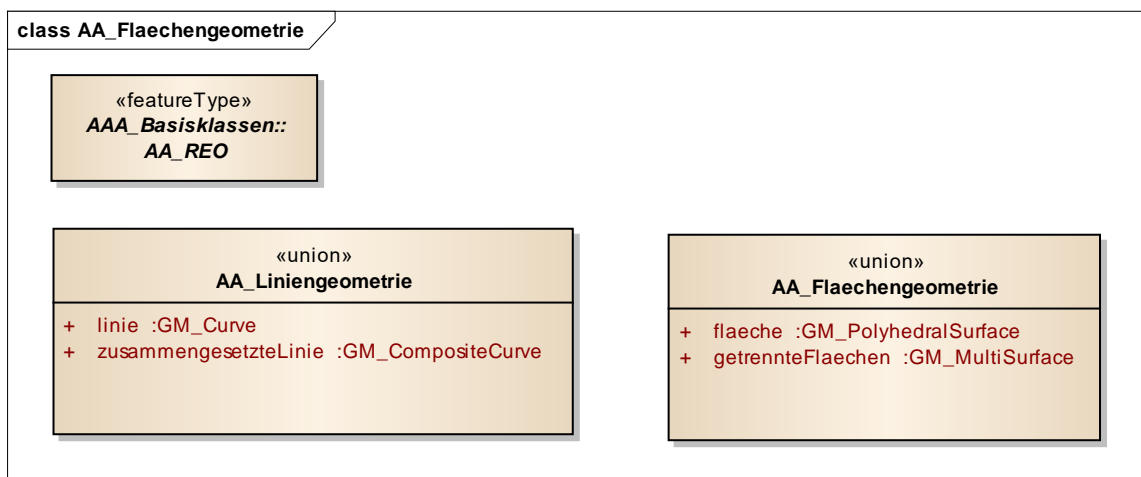 class AA_Flaechengeometrie
«featureType»
AAA_Basisklassen::
AA_REO
«union»
AA_Liniengeometrie
+ linie :GM_Curve
+ zusammengesetzteLinie :GM_CompositeCurve
«union»
AA_Flaechengeometrie
+ flaeche :GM_PolyhedralSurface
+ getrennteFlaechen :GM_MultiSurface